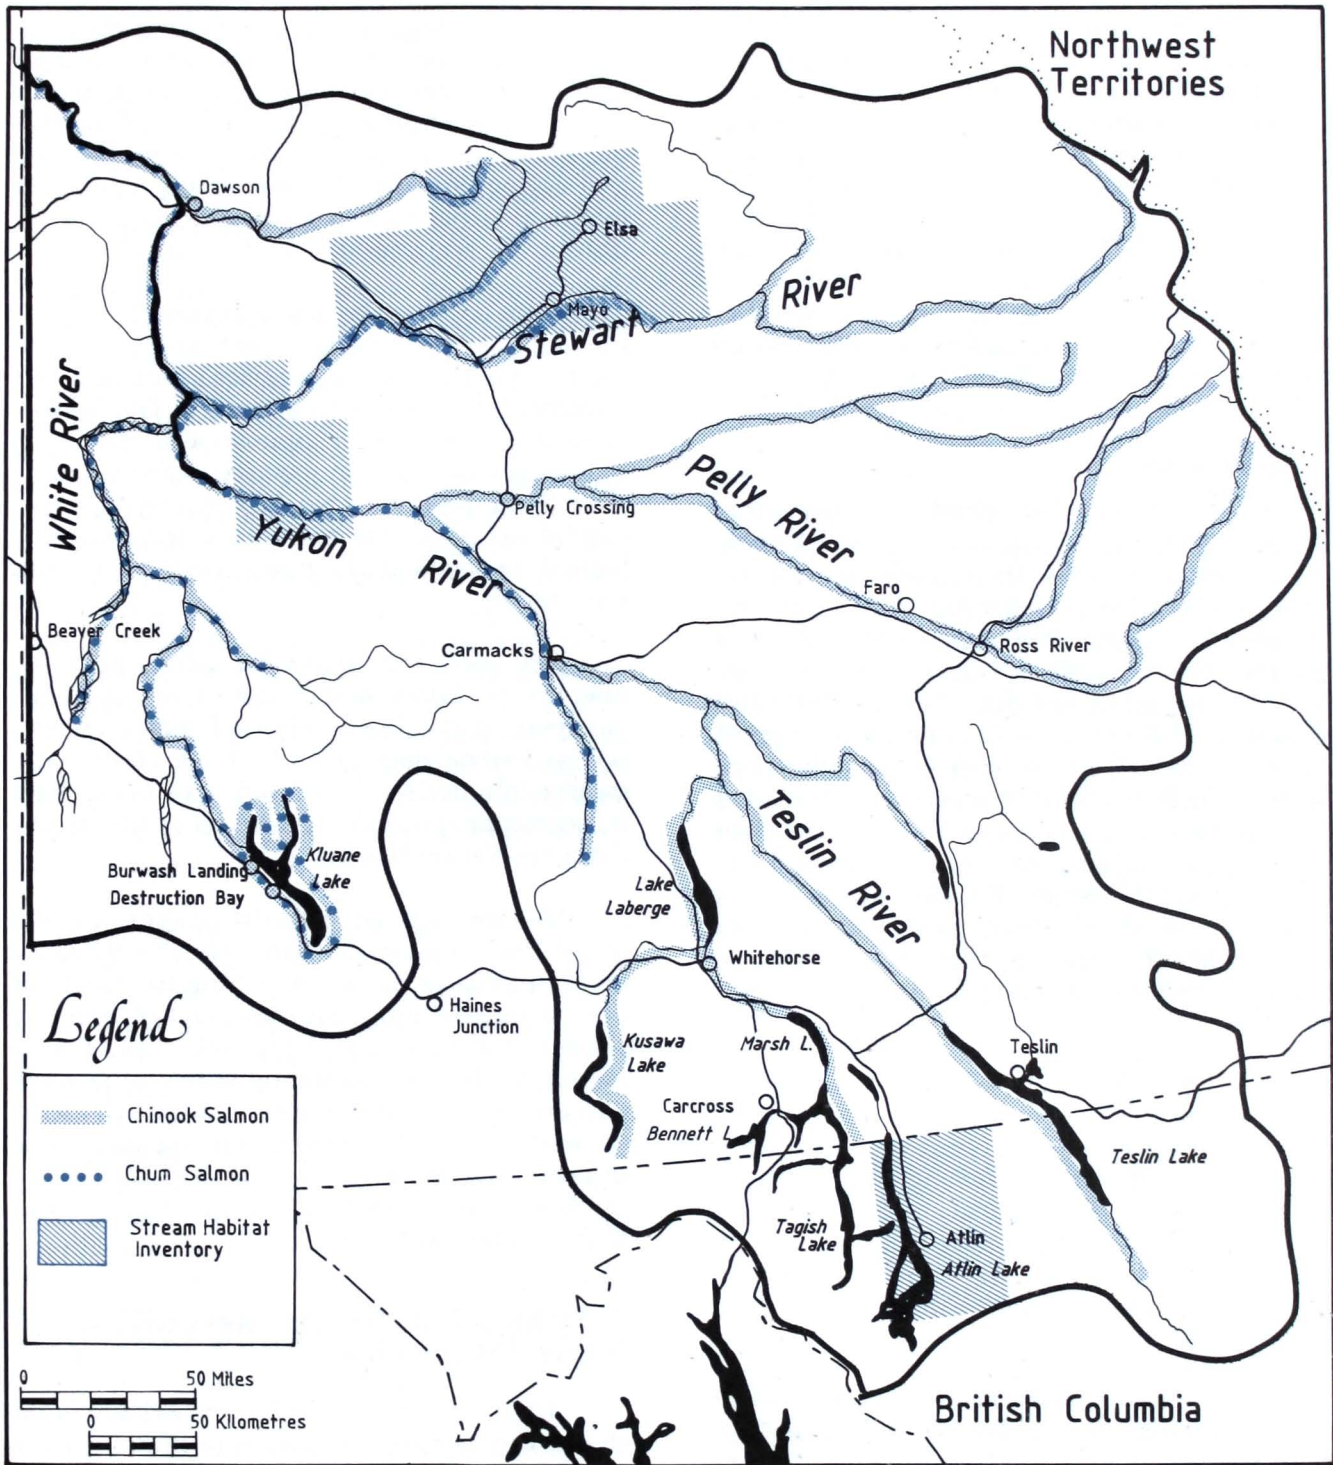 Northwest
Territories
Dawson
Elsa
Mayo
Stewart River
White River
Pelly Crossing
Pelly River
Yukon River
Faro
Beaver Creek
Carmacks
Ross River
Teslin River
Burwash Landing
Destruction Bay
Kluane
Lake
Lake
Laberge
Whitehorse
Haines
Junction
Kusawa
Lake
Marsh L.
Teslin
Carcross
Bennett L.
Teslin Lake
Tagish
Lake
Atlin
Atlin Lake
British Columbia
Legend
Chinook Salmon
Chum Salmon
Stream Habitat
Inventory
0 50 Miles
0 50 Kilometres